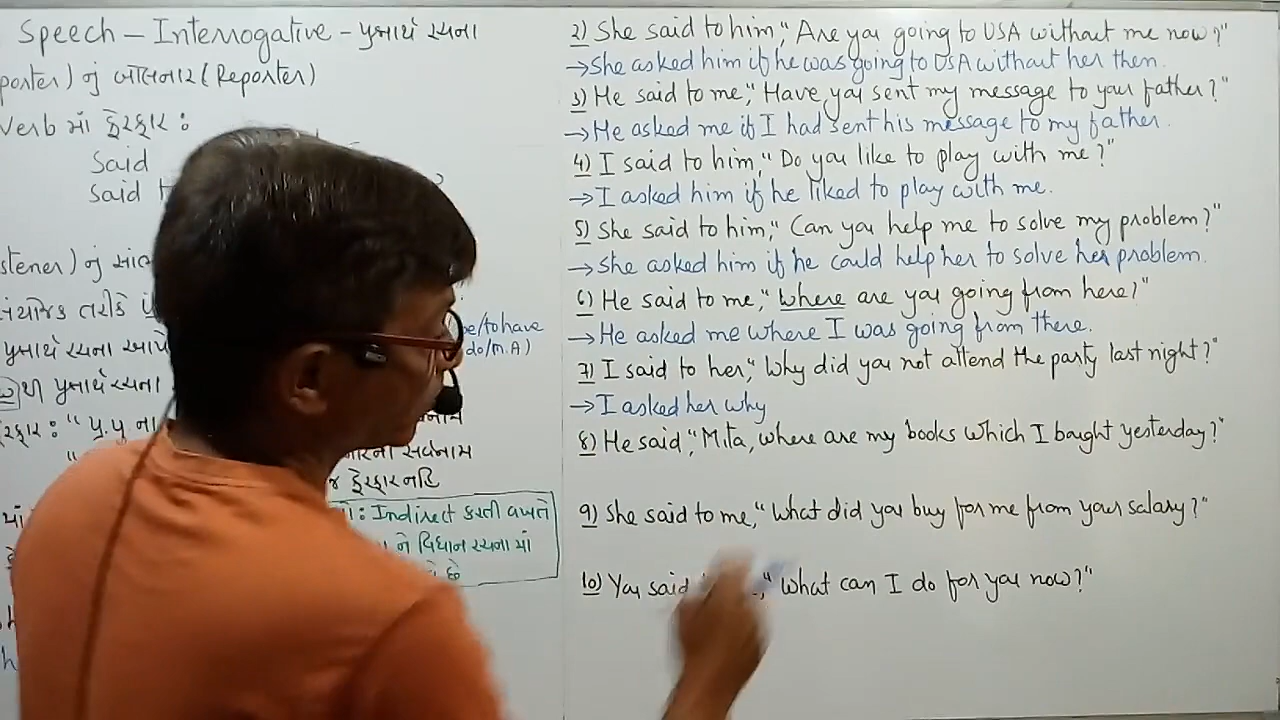 Speech – Interrogative – પ્રશ્નાર્થ રચના
porter) નું બોલનાર (Reporter)
Verb માં ફેરફાર :
Said
said
stener) નું
તરીકે
be/to have
પ્રશ્નાર્થ રચના
do/M.A)
થી પ્રશ્નાર્થ રચના
ફેરફાર નહિ
: Indirect કરતી વખતે
ને વિધાન રચના માં
છે
2) She said to him, "Are you going to USA without me now?"
→ She asked him if he was going to USA without her then.
3) He said to me, "Have you sent my message to your father?"
→ He asked me if I had sent his message to my father.
4) I said to him, "Do you like to play with me?"
→ I asked him if he liked to play with me.
5) She said to him, "Can you help me to solve my problem?"
→ She asked him if he could help her to solve her problem.
6) He said to me, "Where are you going from here?"
→ He asked me where I was going from there.
7) I said to her, "Why did you not attend the party last night?"
→ I asked her why
8) He said, "Mita, where are my books which I bought yesterday?"
9) She said to me, "What did you buy for me from your salary?"
10) You said "What can I do for you now?"